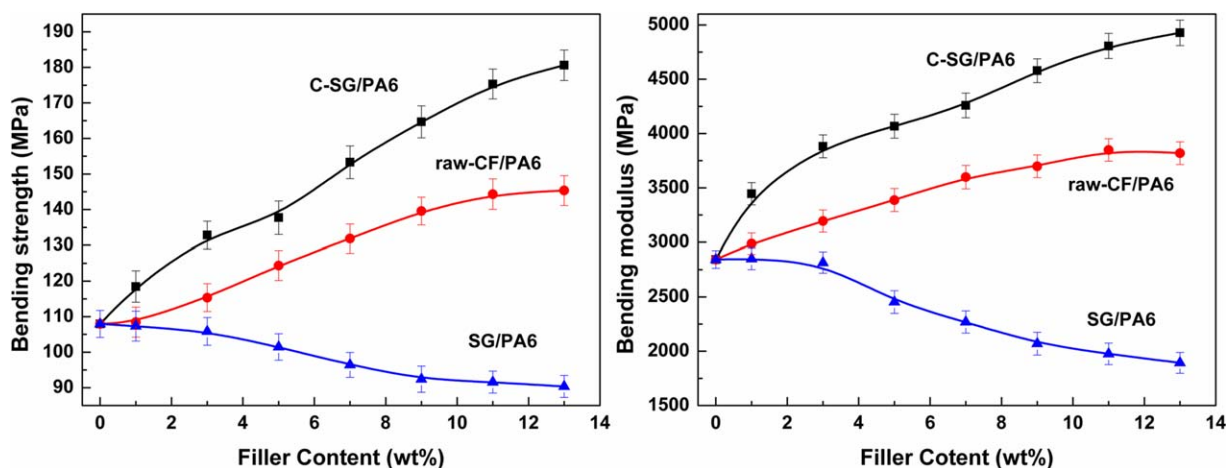 Bending strength (MPa)
190
180
170
160
150
140
130
120
110
100
90
C-SG/PA6
raw-CF/PA6
SG/PA6
0 2 4 6 8 10 12 14
Filler Content (wt%)
Bending modulus (MPa)
5000
4500
4000
3500
3000
2500
2000
1500
C-SG/PA6
raw-CF/PA6
SG/PA6
0 2 4 6 8 10 12 14
Filler Cotent (wt%)